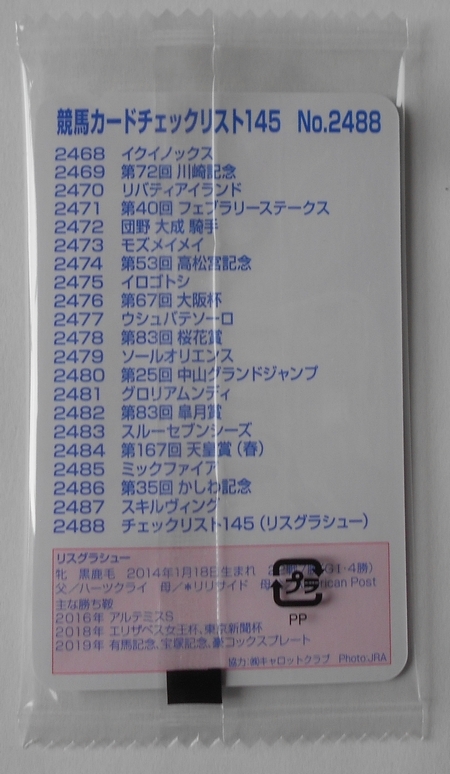 競馬カードチェックリスト145 No.2488
2468 イクイノックス
2469 第72回 川崎記念
2470 リバティアイランド
2471 第40回 フェブラリーステークス
2472 団野 大成 騎手
2473 モズメイメイ
2474 第53回 高松宮記念
2475 イロゴトシ
2476 第67回 大阪杯
2477 ウシュバテソーロ
2478 第83回 桜花賞
2479 ソールオリエンス
2480 第25回 中山グランドジャンプ
2481 グロリアムンディ
2482 第83回 皐月賞
2483 スルーセブンシーズ
2484 第167回 天皇賞(春)
2485 ミックファイア
2486 第35回 かしわ記念
2487 スキルヴィング
2488 チェックリスト145(リスグラシュー)
リスグラシュー
牝 黒鹿毛 2014年1月18日生まれ G1・4勝)
父/ハーツクライ 母/*リリサイド 母 American Post
プラ
PP
主な勝ち鞍
2016年 アルテミスS
2018年 エリザベス女王杯、東京新聞杯
2019年 有馬記念、宝塚記念、豪コックスプレート
協力:㈱キャロットクラブ Photo:JRA